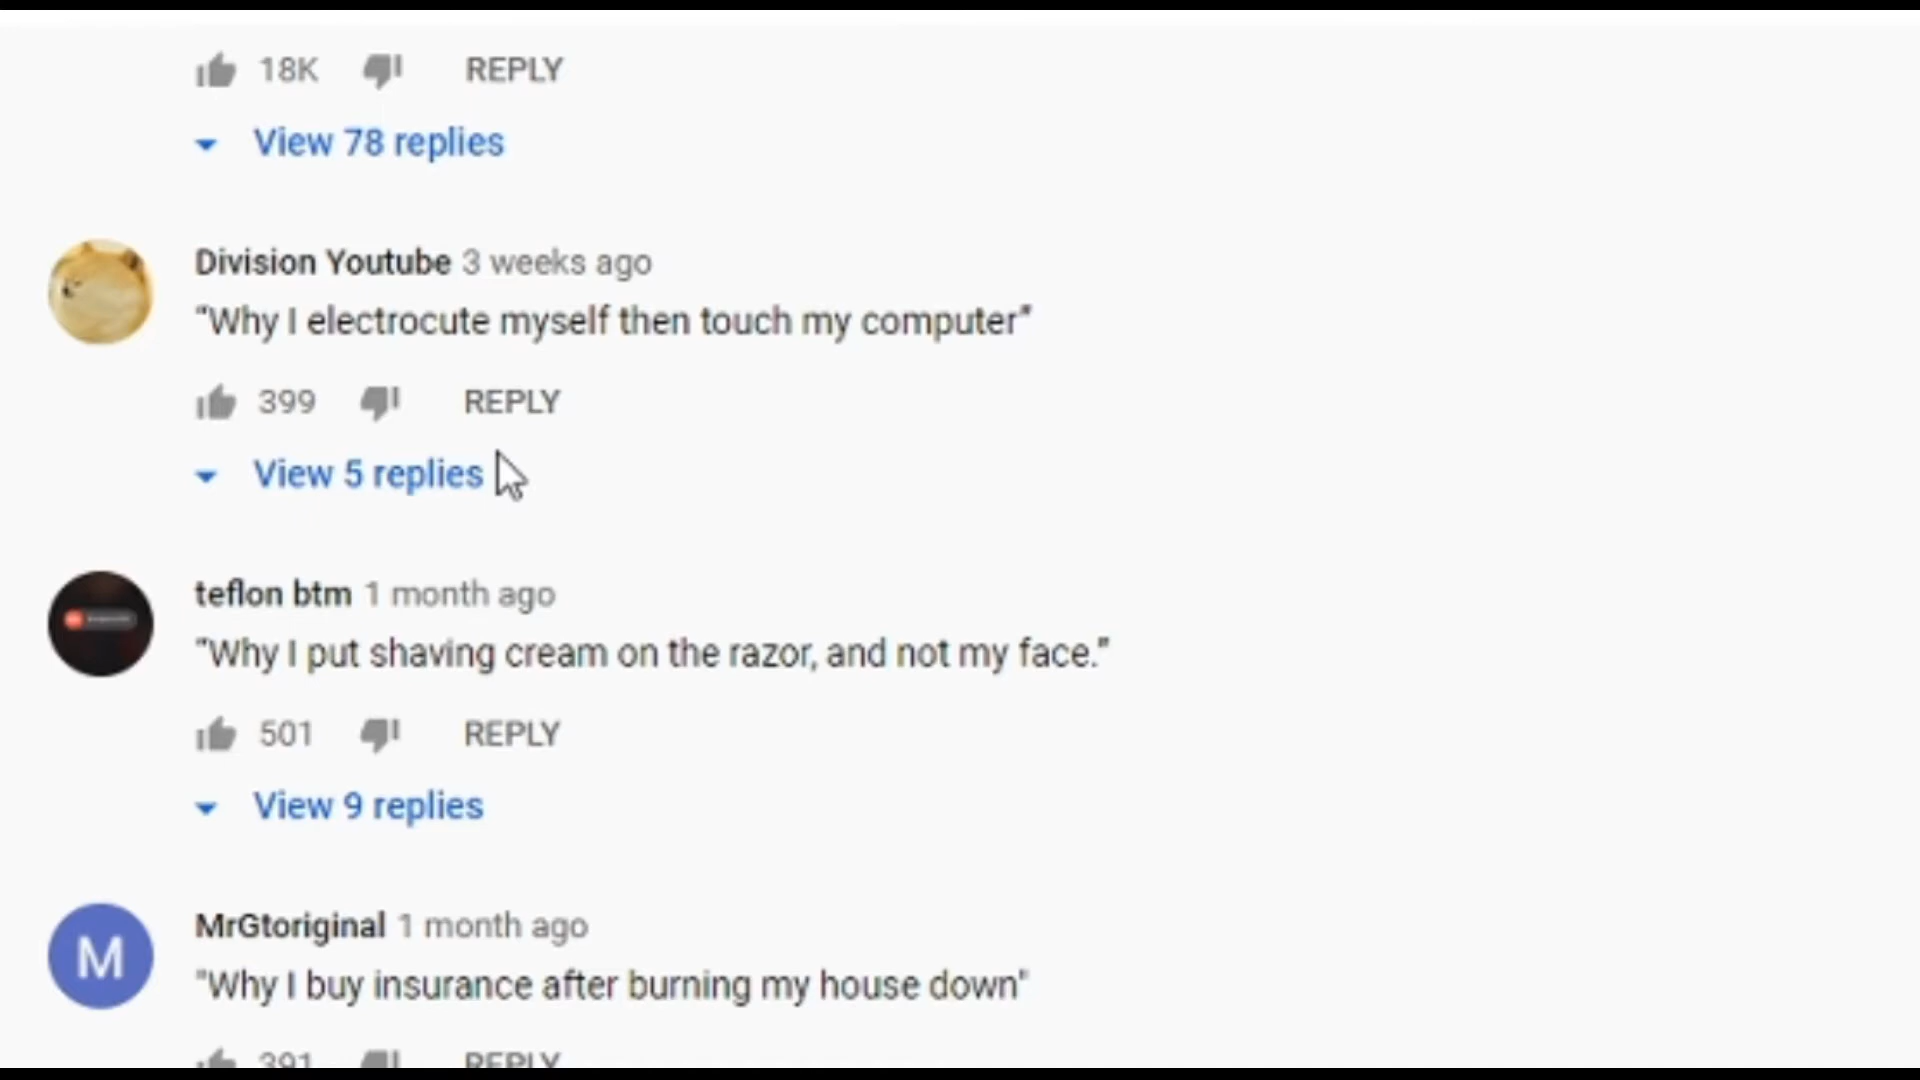 18K REPLY
View 78 replies
Division Youtube 3 weeks ago
"Why I electrocute myself then touch my computer"
399 REPLY
View 5 replies
teflon btm 1 month ago
"Why I put shaving cream on the razor, and not my face."
501 REPLY
View 9 replies
M
MrGtoriginal 1 month ago
"Why I buy insurance after burning my house down"
391 REPLY